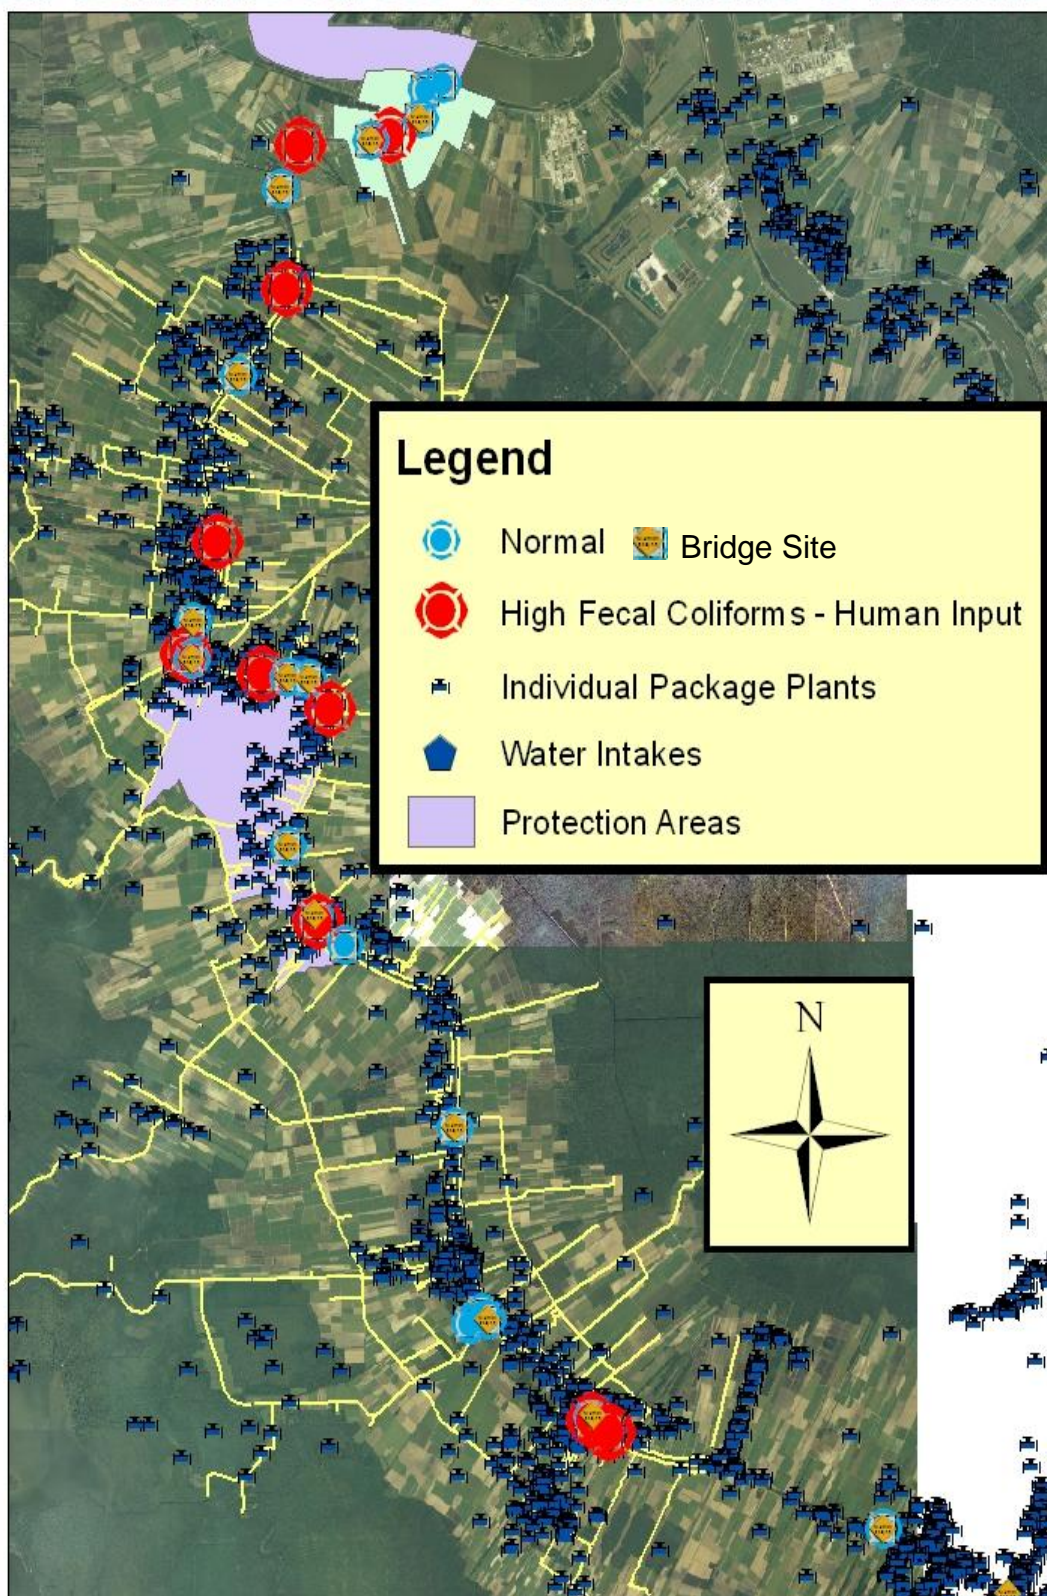 Legend
Normal Bridge Site
High Fecal Coliforms - Human Input
Individual Package Plants
Water Intakes
Protection Areas
N